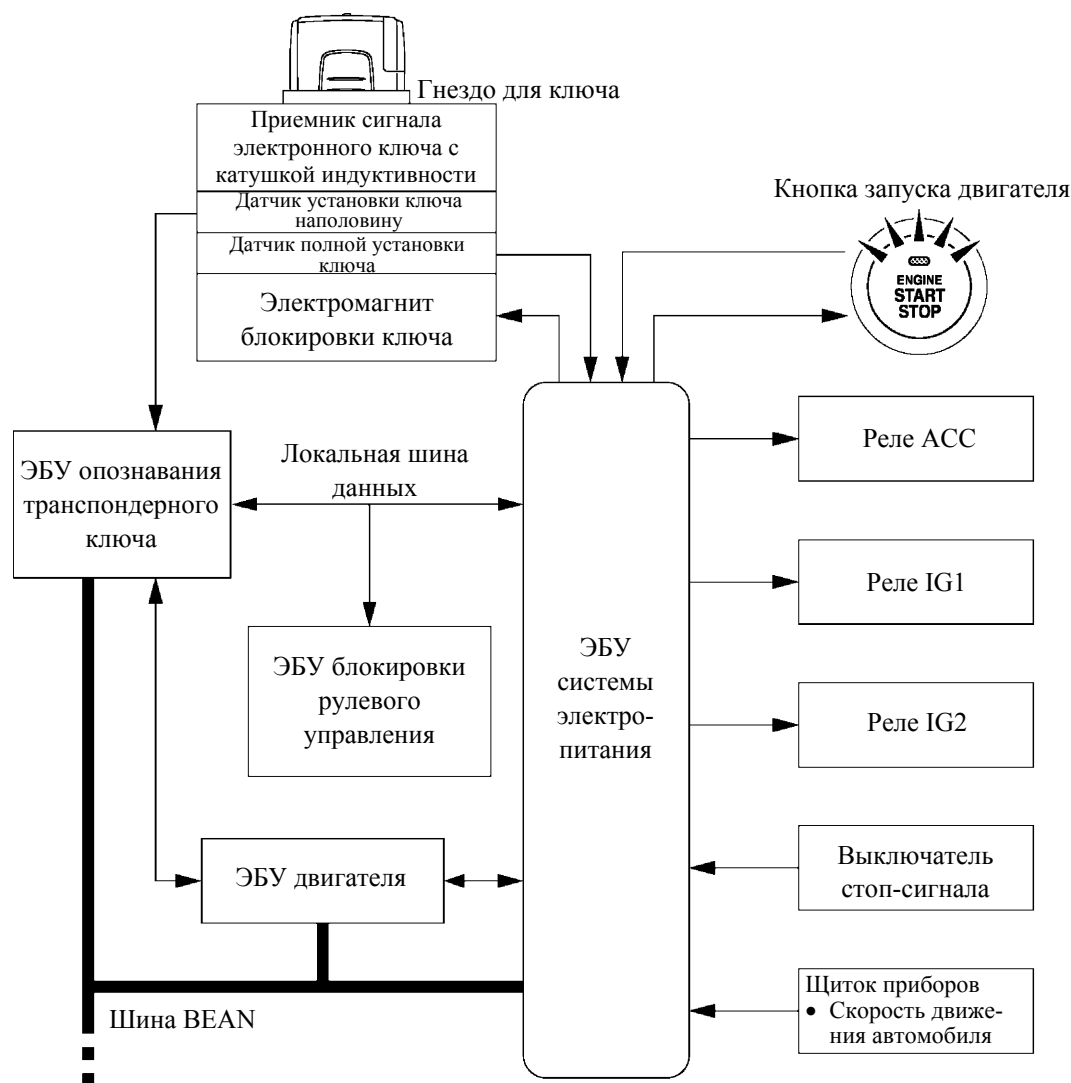 Гнездо для ключа
Приемник сигнала
электронного ключа с
катушкой индуктивности
Датчик установки ключа
наполовину
Датчик полной установки
ключа
Электромагнит
блокировки ключа
Кнопка запуска двигателя
ENGINE
START
STOP
ЭБУ опознавания
транспондерного
ключа
Локальная шина
данных
Реле ACC
Реле IG1
ЭБУ блокировки
рулевого
управления
ЭБУ
системы
электро-
питания
Реле IG2
ЭБУ двигателя
Выключатель
стоп-сигнала
Щиток приборов
• Скорость движе-
ния автомобиля
Шина BEAN